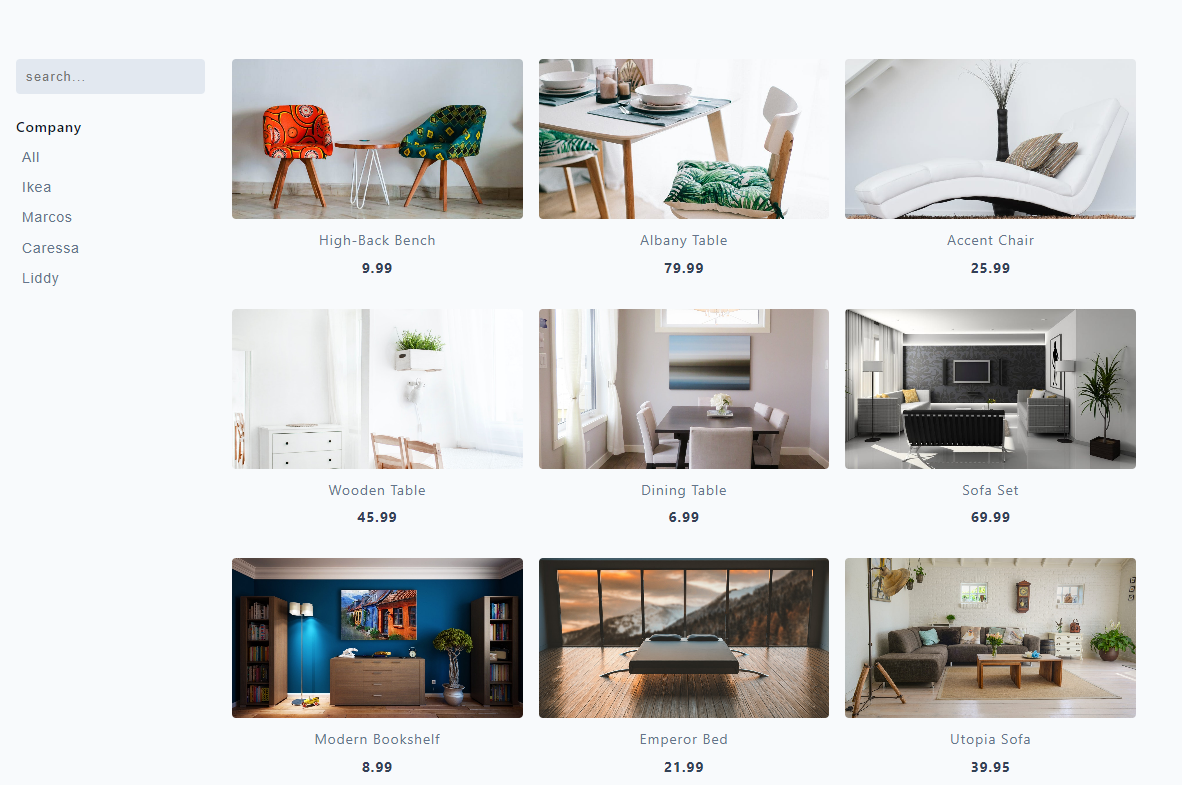 search...
Company
All
Ikea
Marcos
Caressa
Liddy
High-Back Bench
9.99
Albany Table
79.99
Accent Chair
25.99
Wooden Table
45.99
Dining Table
6.99
Sofa Set
69.99
Modern Bookshelf
8.99
Emperor Bed
21.99
Utopia Sofa
39.95